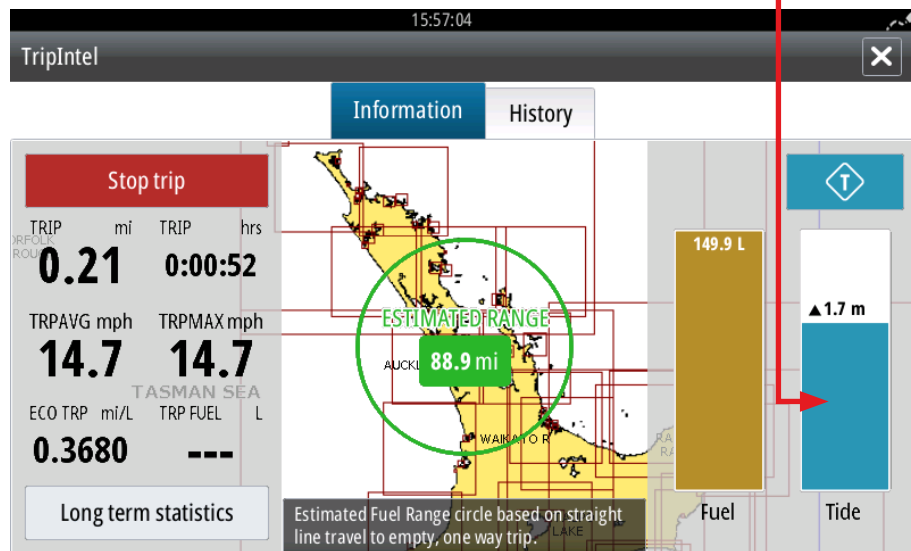 15:57:04
TripIntel
Information
History
Stop trip
TRIP mi TRIP hrs
0.21 0:00:52
TRPAVG mph TRPMAX mph
14.7 14.7
TASMAN SEA
ECO TRP mi/L TRP FUEL L
0.3680 ---
Long term statistics
ESTIMATED RANGE
88.9 mi
AUCKL
WAIKATO R
LAKE
Estimated Fuel Range circle based on straight
line travel to empty, one way trip.
149.9 L
Fuel
T
▲1.7 m
Tide